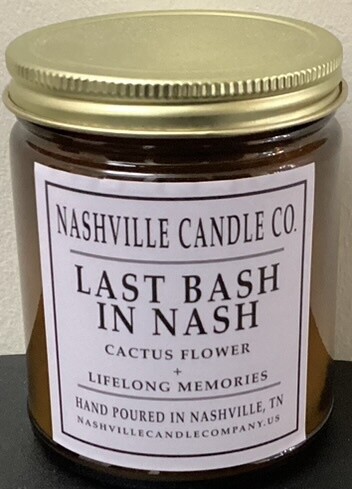 NASHVILLE CANDLE CO.
LAST BASH
IN NASH
CACTUS FLOWER
+
LIFELONG MEMORIES
HAND POURED IN NASHVILLE, TN
NASHVILLECANDLECOMPANY.US